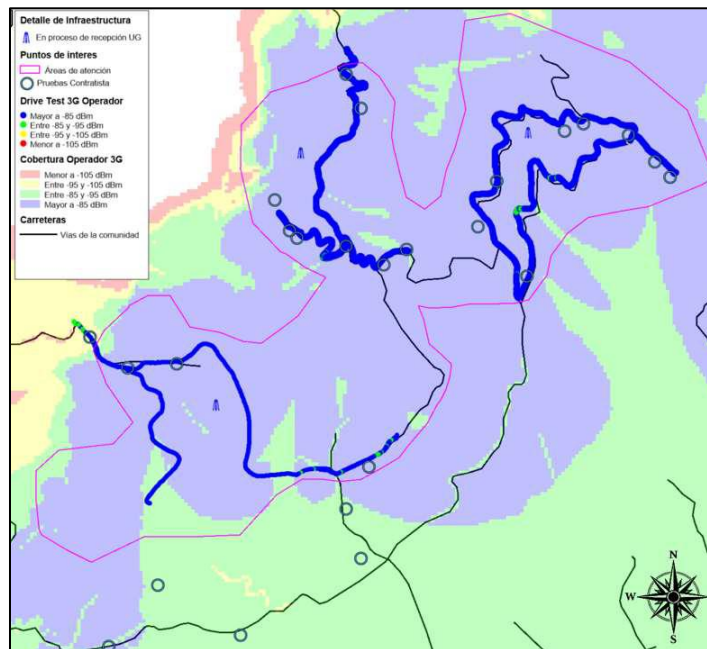 Detalle de Infraestructura
En proceso de recepción UG
Puntos de interes
Áreas de atención
Pruebas Contratista
Drive Test 3G Operador
Mayor a -85 dBm
Entre -85 y -95 dBm
Entre -95 y -105 dBm
Menor a -105 dBm
Cobertura Operador 3G
Menor a -105 dBm
Entre -95 y -105 dBm
Entre -85 y -95 dBm
Mayor a -85 dBm
Carreteras
Vías de la comunidad
N
W
E
S